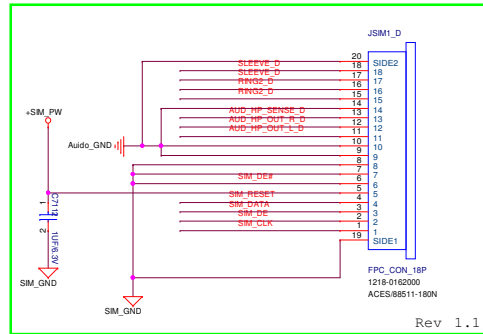 JSIM1_D
20 SIDE2
SLEEVE_D 18 18
SLEEVE_D 17 17
RING2_D 16 16
RING2_D 15 15
14 14
AUD_HP_SENSE_D 13 13
AUD_HP_OUT_R_D 12 12
AUD_HP_OUT_L_D 11 11
10 10
9 9
8 8
7 7
SIM_DE# 6 6
5 5
SIM_RESET 4 4
SIM_DATA 3 3
SIM_DE 2 2
SIM_CLK 1 1
19 SIDE1
+SIM_PW
Auido_GND
1
C7112
2
1UF/6.3V
SIM_GND
SIM_GND
FPC_CON_18P
1218-0162000
ACES/88511-180N
Rev 1.1